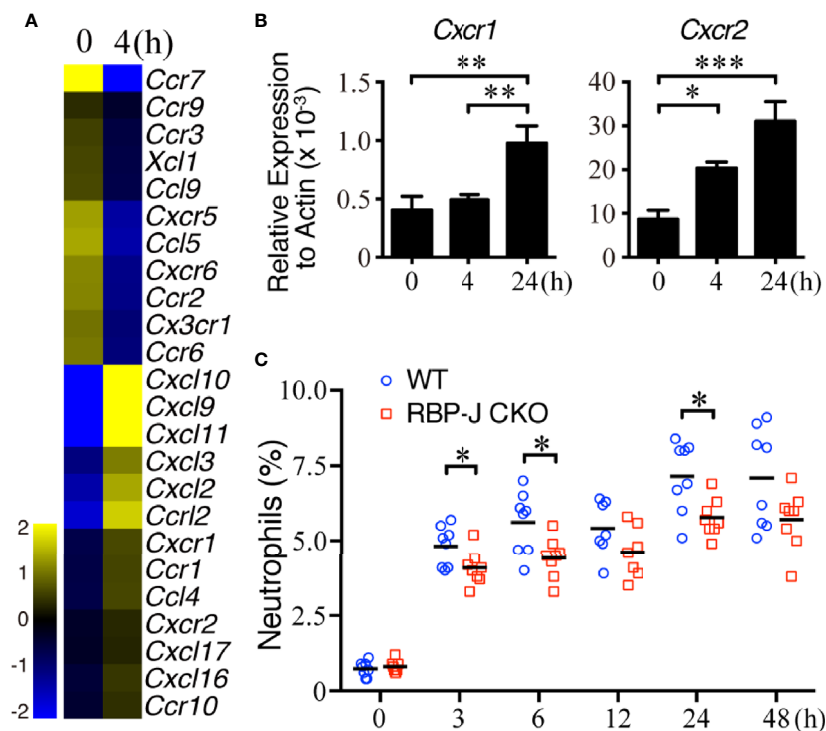 A
0 4(h)
Ccr7
Ccr9
Ccr3
Xcl1
Ccl9
Cxcr5
Ccl5
Cxcr6
Ccr2
Cx3cr1
Ccr6
Cxcl10
Cxcl9
Cxcl11
Cxcl3
Cxcl2
Ccrl2
Cxcr1
Ccr1
Ccl4
Cxcr2
Cxcl17
Cxcl16
Ccr10
2
1
0
-1
-2
B
Cxcr1
Relative Expression
to Actin (x 10-3)
1.5
1.0
0.5
0
**
**
0 4 24(h)
Cxcr2
40
30
20
10
0
***
*
0 4 24(h)
C
WT
RBP-J CKO
Neutrophils (%)
10.0
7.5
5.0
2.5
0
*
*
*
0 3 6 12 24 48(h)